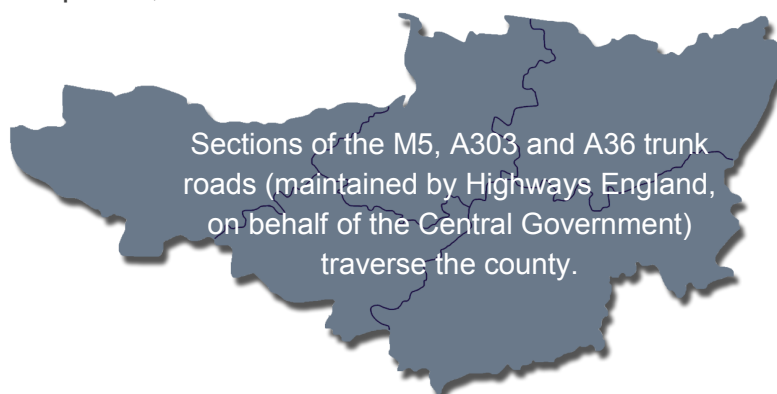 Sections of the M5, A303 and A36 trunk
roads (maintained by Highways England,
on behalf of the Central Government)
traverse the county.